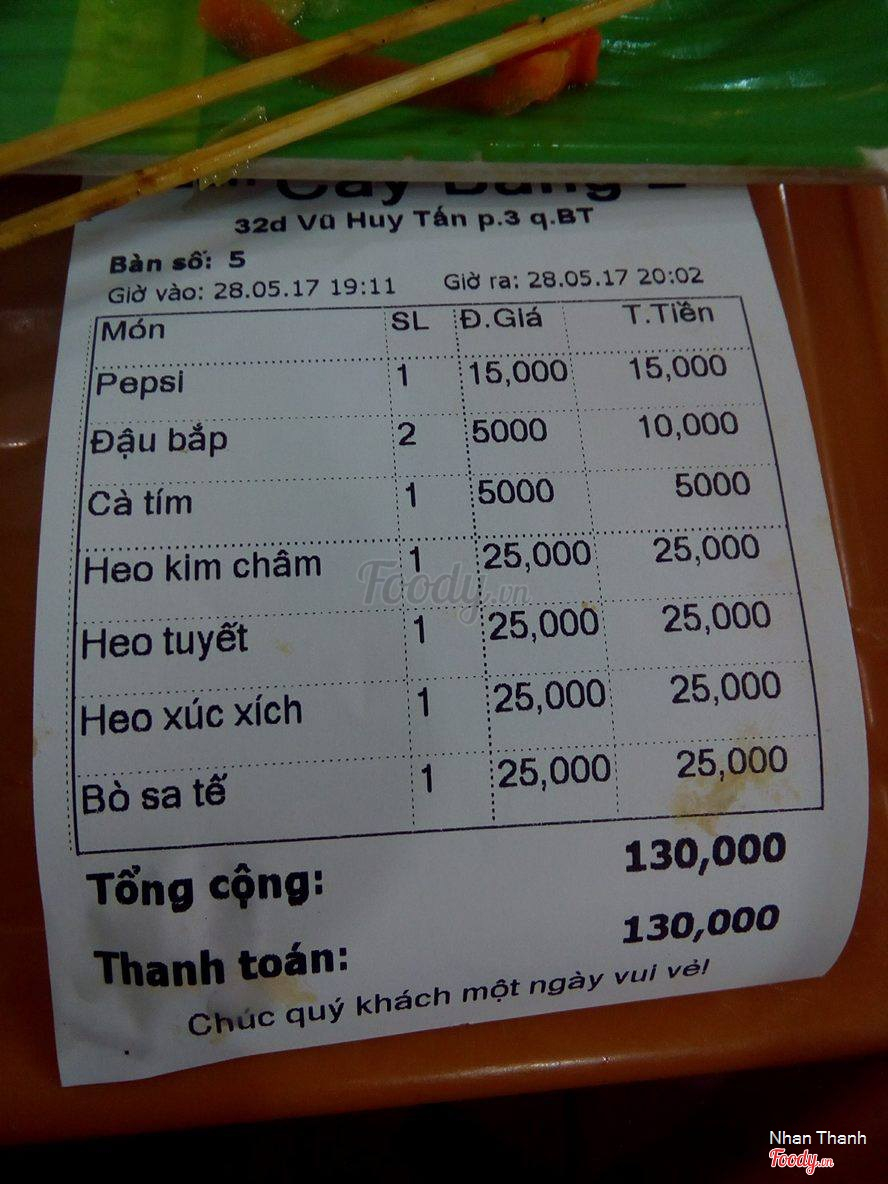 Cây Bàng 2
32d Vũ Huy Tấn p.3 q.BT
Bàn số: 5
Giờ vào: 28.05.17 19:11 Giờ ra: 28.05.17 20:02
Món SL Đ.Giá T.Tiền
Pepsi 1 15,000 15,000
Đậu bắp 2 5000 10,000
Cà tím 1 5000 5000
Heo kim châm 1 25,000 25,000
Heo tuyết 1 25,000 25,000
Heo xúc xích 1 25,000 25,000
Bò sa tế 1 25,000 25,000
Tổng cộng: 130,000
Thanh toán: 130,000
Chúc quý khách một ngày vui vẻ!
Foody.vn
Nhan Thanh
Foody.vn